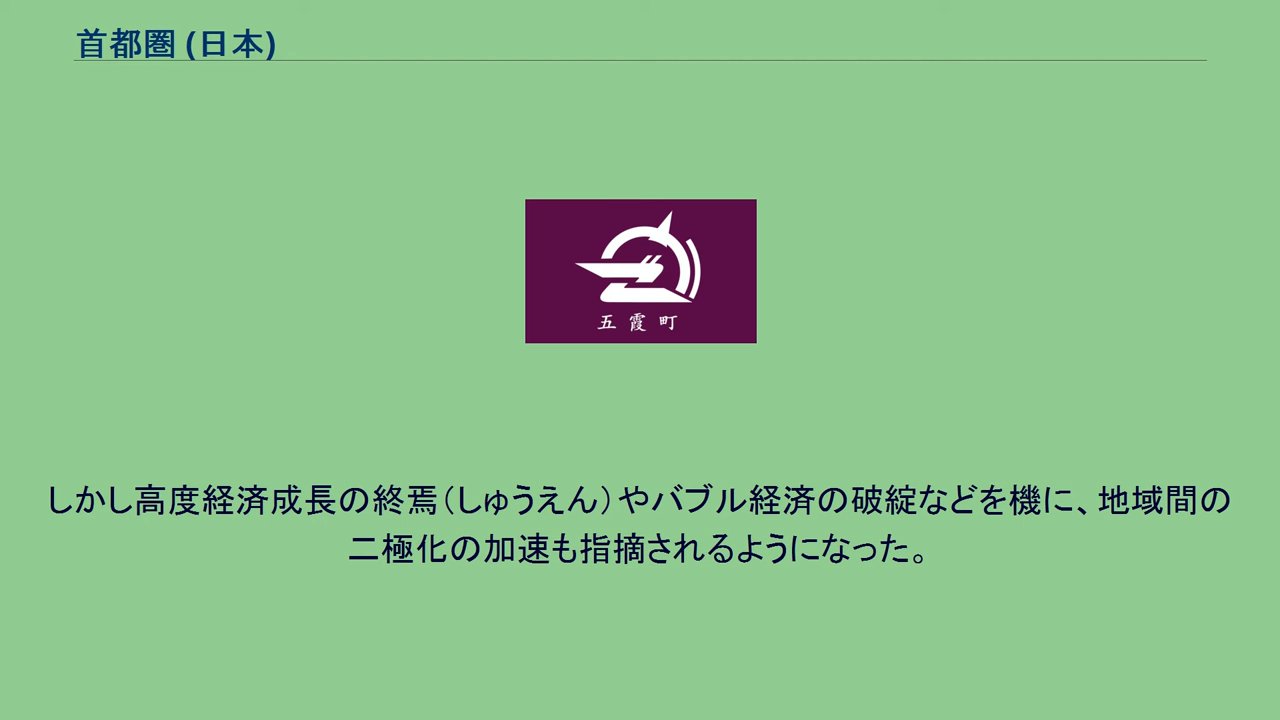 首都圏 (日本)
五霞町
しかし高度経済成長の終焉（しゅうえん）やバブル経済の破綻などを機に、地域間の
二極化の加速も指摘されるようになった。